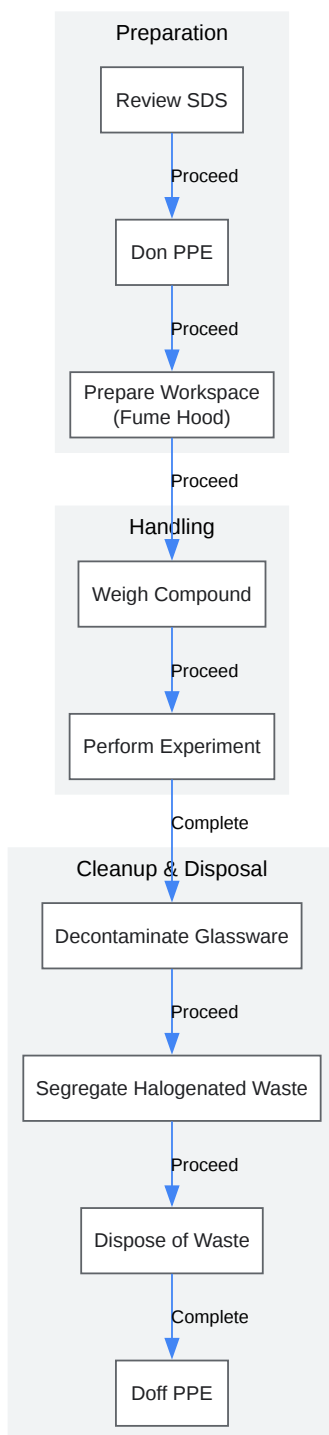 Preparation
Review SDS
Proceed
Don PPE
Proceed
Prepare Workspace
(Fume Hood)
Proceed
Handling
Weigh Compound
Proceed
Perform Experiment
Complete
Cleanup & Disposal
Decontaminate Glassware
Proceed
Segregate Halogenated Waste
Proceed
Dispose of Waste
Complete
Doff PPE